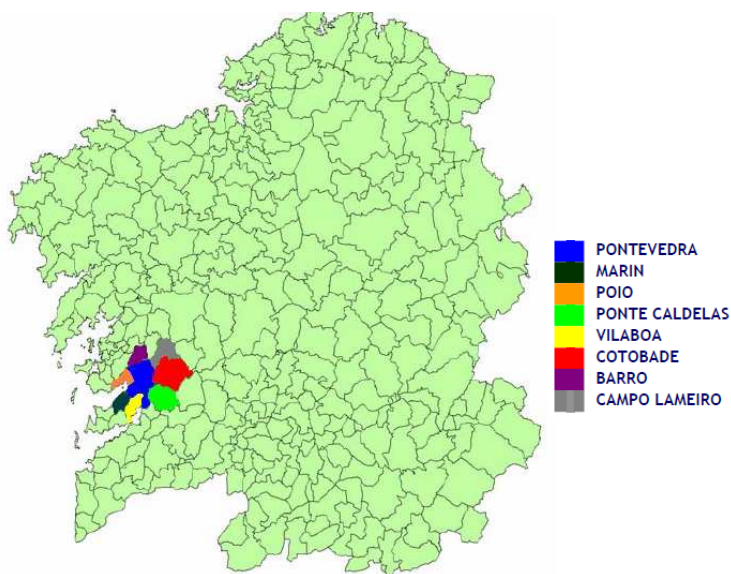 PONTEVEDRA
MARIN
POIO
PONTE CALDELAS
VILABOA
COTOBADE
BARRO
CAMPO LAMEIRO